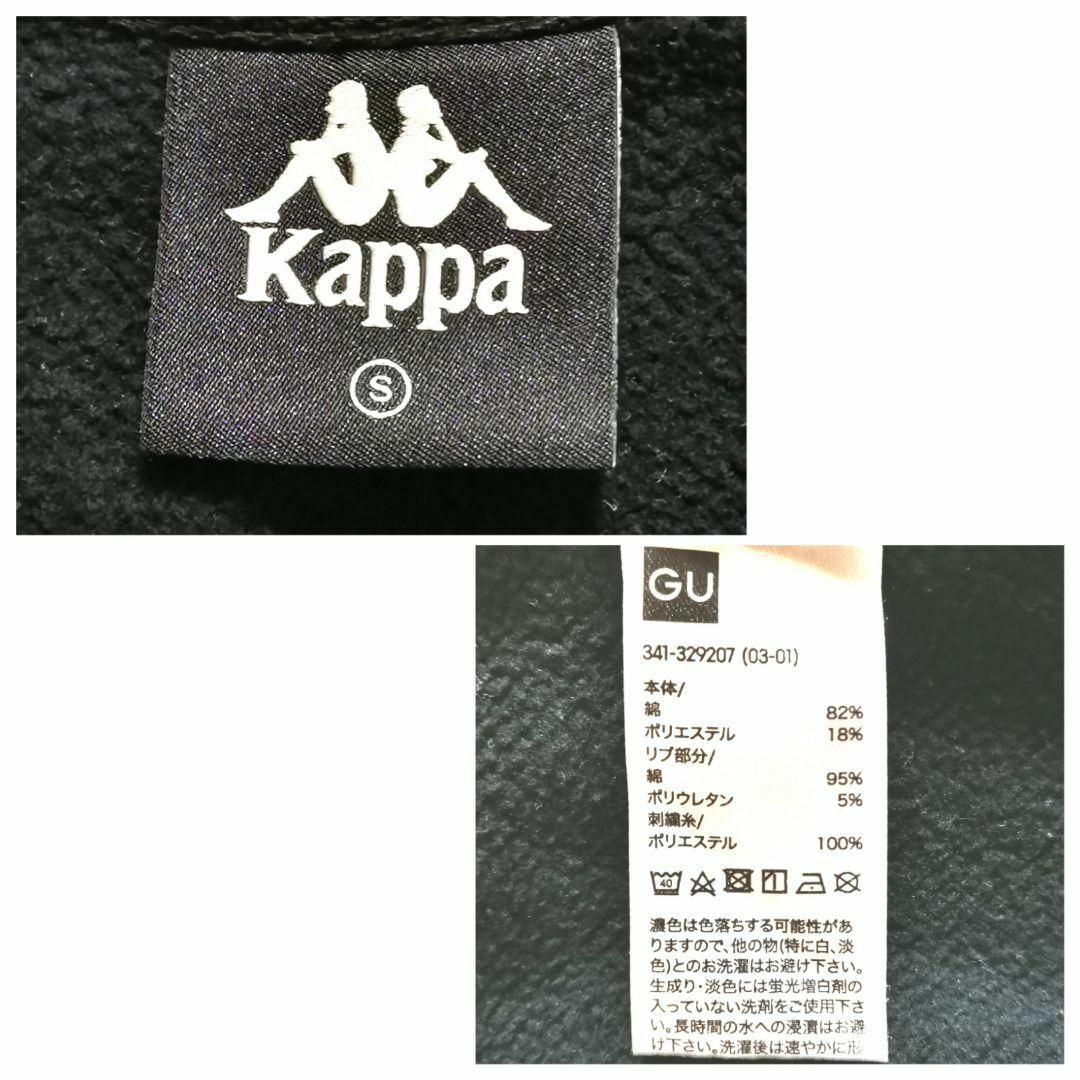 Kappa
S
GU
341-329207 (03-01)
本体/
綿 82%
ポリエステル 18%
リブ部分/
綿 95%
ポリウレタン 5%
刺繍糸/
ポリエステル 100%
40
濃色は色落ちする可能性があ
りますので、他の物(特に白、淡
色)とのお洗濯はお避け下さい。
生成り・淡色には蛍光増白剤の
入っていない洗剤をご使用下さ
い。長時間の水への浸漬はお避
け下さい。洗濯後は速やかに形